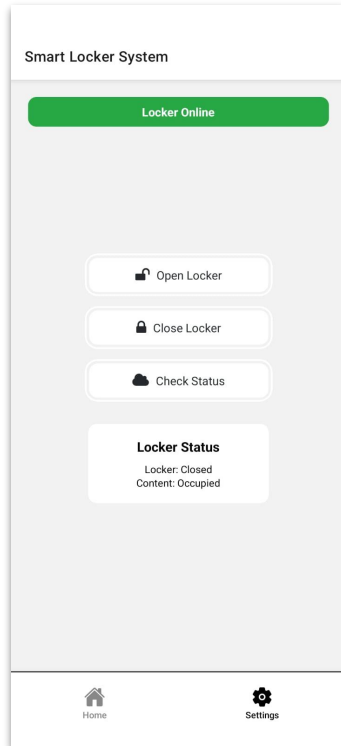 Smart Locker System
Locker Online
Open Locker
Close Locker
Check Status
Locker Status
Locker: Closed
Content: Occupied
Home
Settings